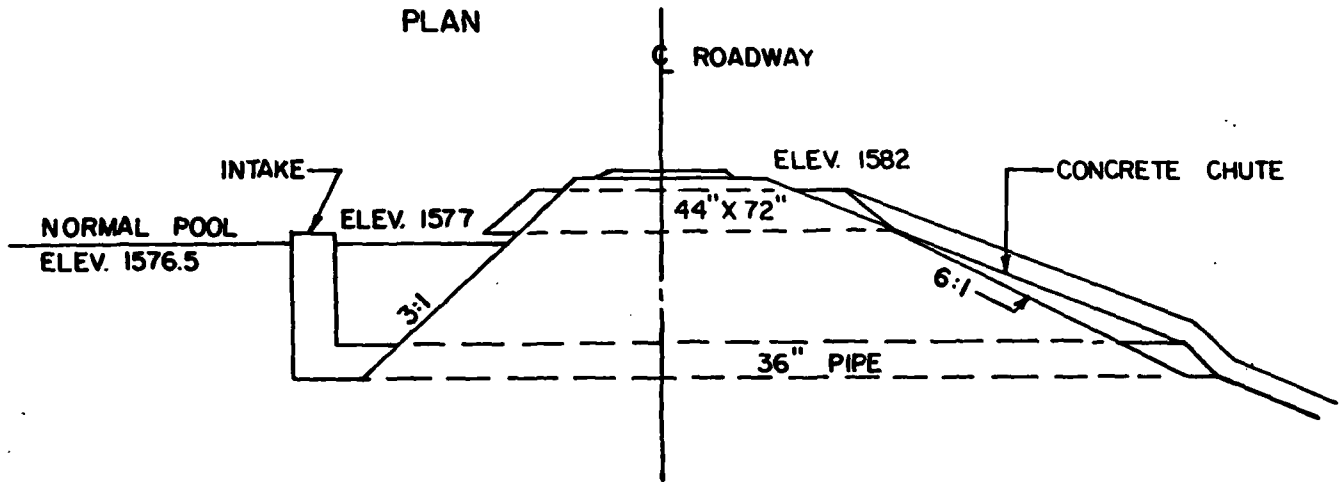 PLAN
℄ ROADWAY
INTAKE
ELEV. 1582
CONCRETE CHUTE
44" X 72"
NORMAL POOL
ELEV. 1577
ELEV. 1576.5
3:1
6:1
36" PIPE